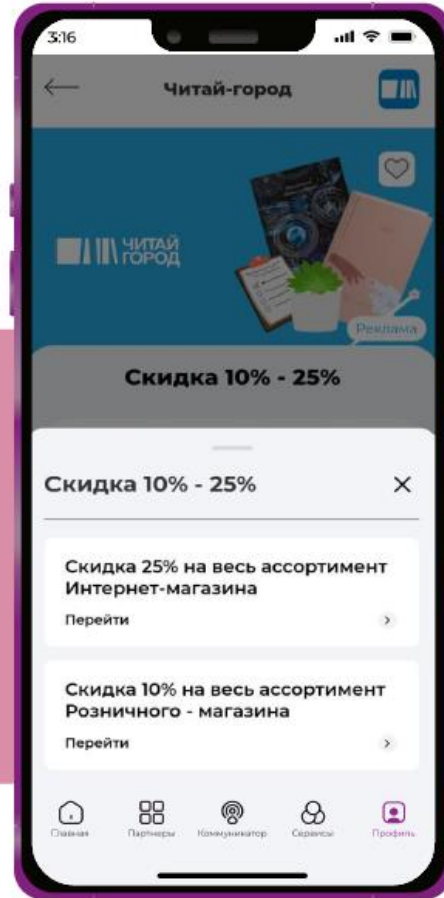 3:16
Читай-город
ЧИТАЙ
ГОРОД
Реклама
Скидка 10% - 25%
Скидка 10% - 25%
Скидка 25% на весь ассортимент
Интернет-магазина
Перейти
Скидка 10% на весь ассортимент
Розничного - магазина
Перейти
Главная Партнеры Коммуникатор Сервисы Профиль